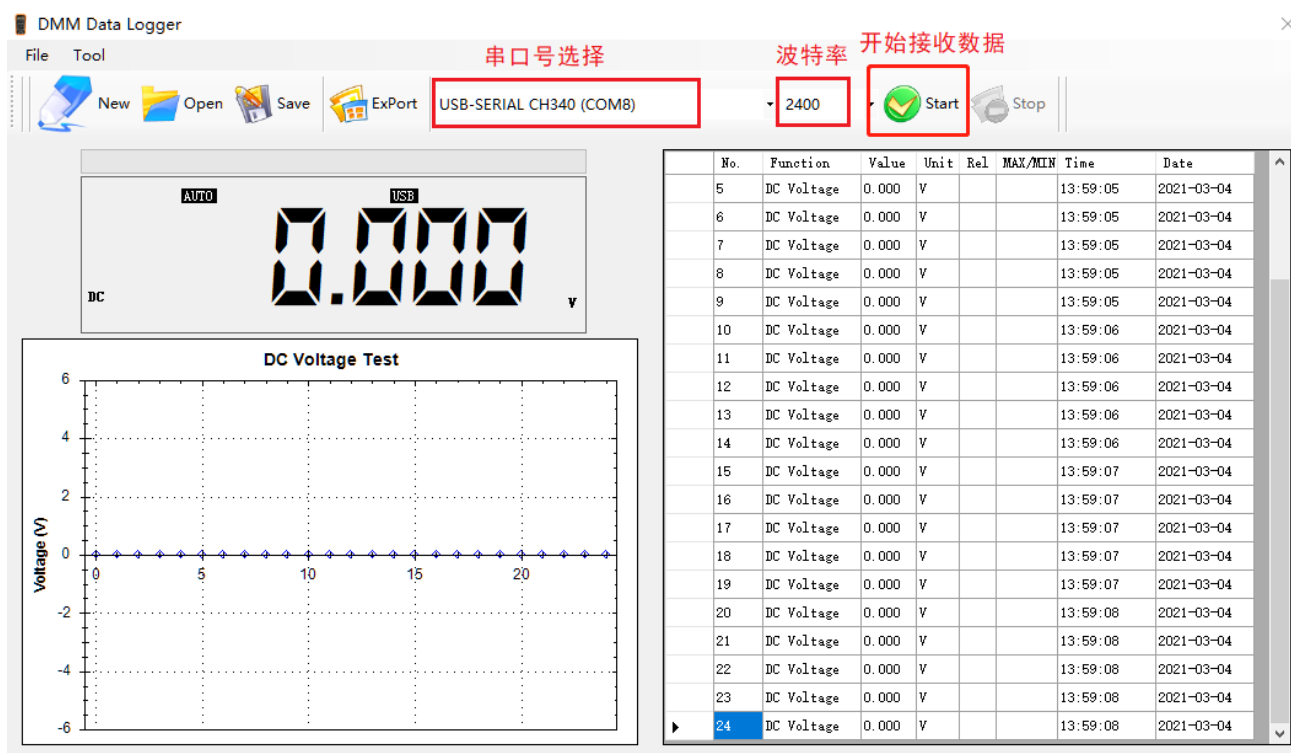 DMM Data Logger
File Tool
串口号选择 波特率 开始接收数据
New Open Save ExPort USB-SERIAL CH340 (COM8) 2400 Start Stop
AUTO USB
0.000
DC V
DC Voltage Test
6
4
2
0
-2
-4
-6
Voltage (V)
0 5 10 15 20
No. Function Value Unit Rel MAX/MIN Time Date
5 DC Voltage 0.000 V 13:59:05 2021-03-04
6 DC Voltage 0.000 V 13:59:05 2021-03-04
7 DC Voltage 0.000 V 13:59:05 2021-03-04
8 DC Voltage 0.000 V 13:59:05 2021-03-04
9 DC Voltage 0.000 V 13:59:05 2021-03-04
10 DC Voltage 0.000 V 13:59:06 2021-03-04
11 DC Voltage 0.000 V 13:59:06 2021-03-04
12 DC Voltage 0.000 V 13:59:06 2021-03-04
13 DC Voltage 0.000 V 13:59:06 2021-03-04
14 DC Voltage 0.000 V 13:59:06 2021-03-04
15 DC Voltage 0.000 V 13:59:07 2021-03-04
16 DC Voltage 0.000 V 13:59:07 2021-03-04
17 DC Voltage 0.000 V 13:59:07 2021-03-04
18 DC Voltage 0.000 V 13:59:07 2021-03-04
19 DC Voltage 0.000 V 13:59:07 2021-03-04
20 DC Voltage 0.000 V 13:59:08 2021-03-04
21 DC Voltage 0.000 V 13:59:08 2021-03-04
22 DC Voltage 0.000 V 13:59:08 2021-03-04
23 DC Voltage 0.000 V 13:59:08 2021-03-04
24 DC Voltage 0.000 V 13:59:08 2021-03-04